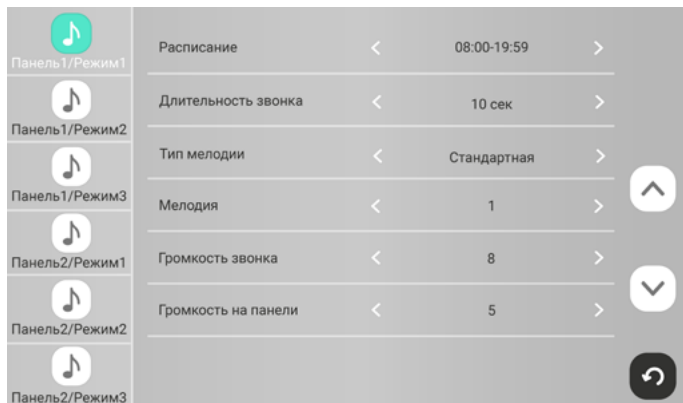 Панель1/Режим1
Панель1/Режим2
Панель1/Режим3
Панель2/Режим1
Панель2/Режим2
Панель2/Режим3
Расписание 08:00-19:59
Длительность звонка 10 сек
Тип мелодии Стандартная
Мелодия 1
Громкость звонка 8
Громкость на панели 5